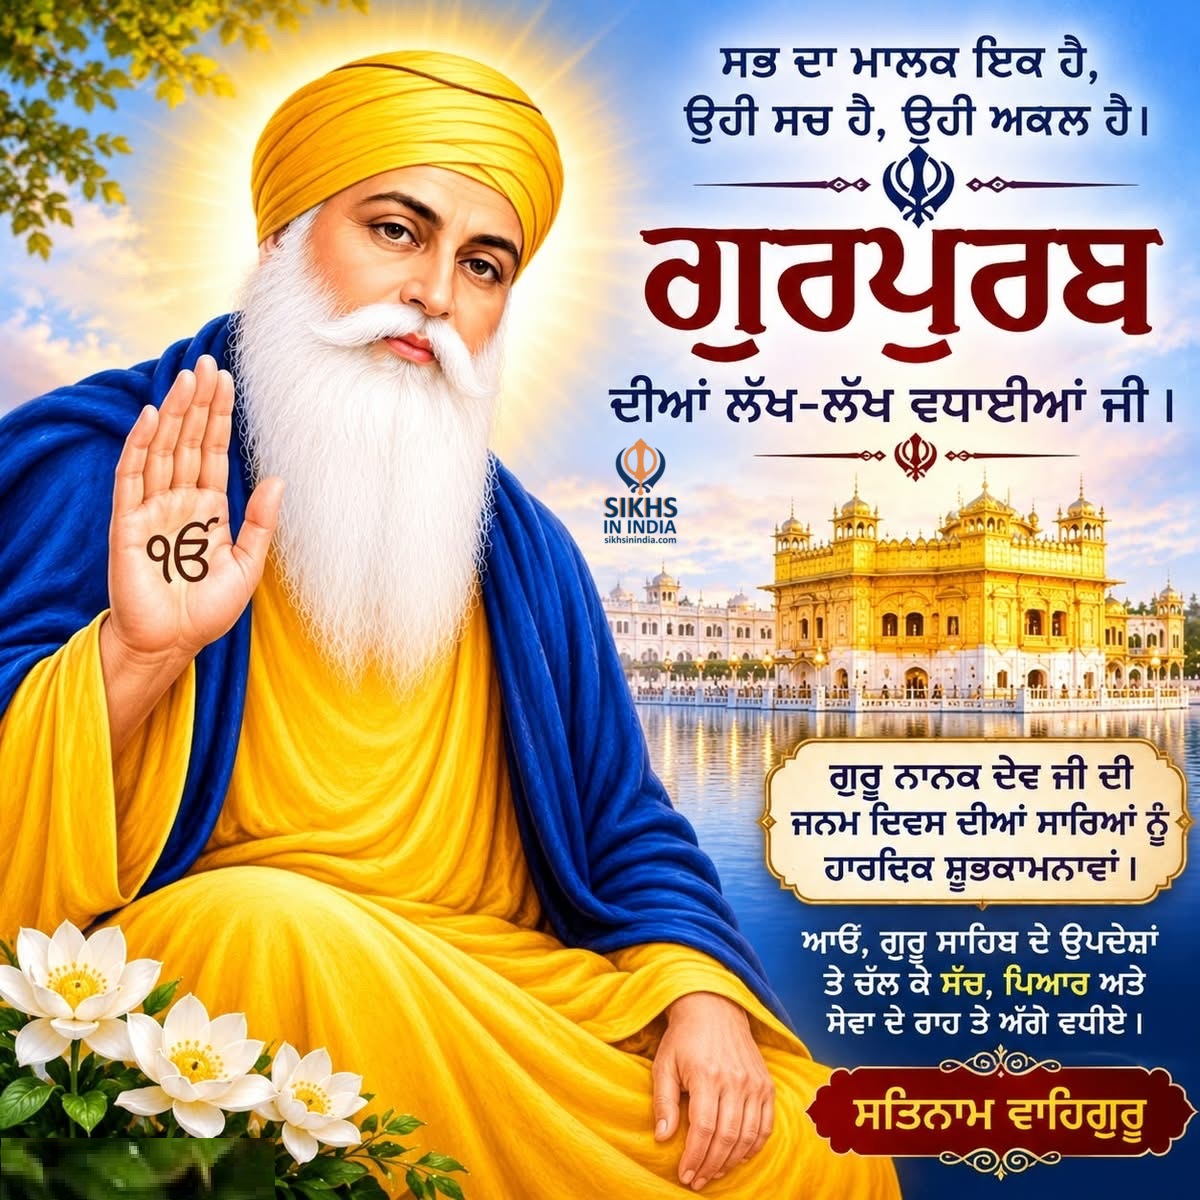 ਸਭ ਦਾ ਮਾਲਕ ਇਕ ਹੈ,
ਉਹੀ ਸਚ ਹੈ, ਉਹੀ ਅਕਲ ਹੈ।
ਗੁਰਪੁਰਬ
ਦੀਆਂ ਲੱਖ-ਲੱਖ ਵਧਾਈਆਂ ਜੀ।
SIKHS
IN INDIA
sikhsinindia.com
ੴ
ਗੁਰੂ ਨਾਨਕ ਦੇਵ ਜੀ ਦੀ
ਜਨਮ ਦਿਵਸ ਦੀਆਂ ਸਾਰਿਆਂ ਨੂੰ
ਹਾਰਦਿਕ ਸ਼ੂਭਕਾਮਨਾਵਾਂ।
ਆਓਂ, ਗੁਰੂ ਸਾਹਿਬ ਦੇ ਉਪਦੇਸ਼ਾਂ
ਤੇ ਚੱਲ ਕੇ ਸੱਚ, ਪਿਆਰ ਅਤੇ
ਸੇਵਾ ਦੇ ਰਾਹ ਤੇ ਅੱਗੇ ਵਧੀਏ।
ਸਤਿਨਾਮ ਵਾਹਿਗੁਰੂ